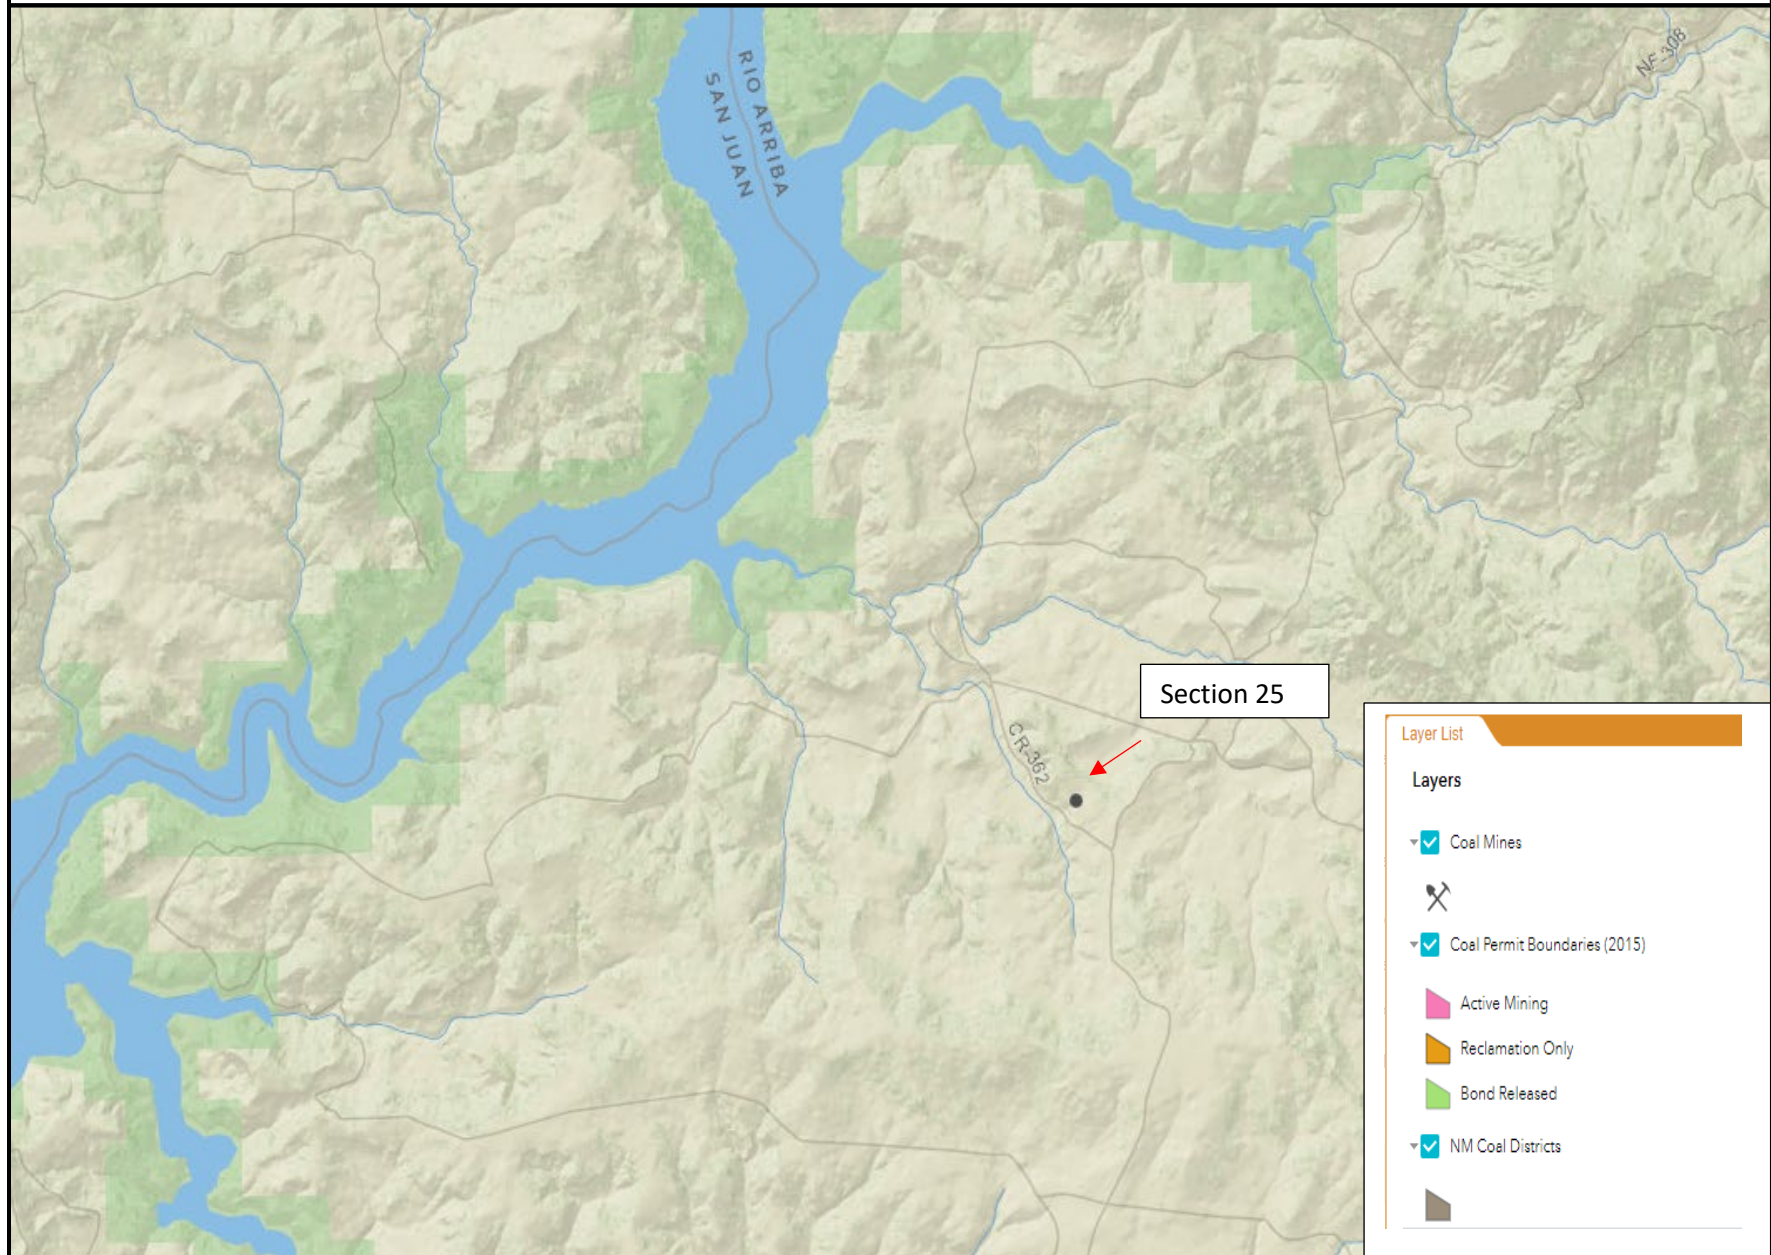 NF-308
RIO ARRIBA
SAN JUAN
Section 25
CR-362
Layer List
Layers
Coal Mines
Coal Permit Boundaries (2015)
Active Mining
Reclamation Only
Bond Released
NM Coal Districts